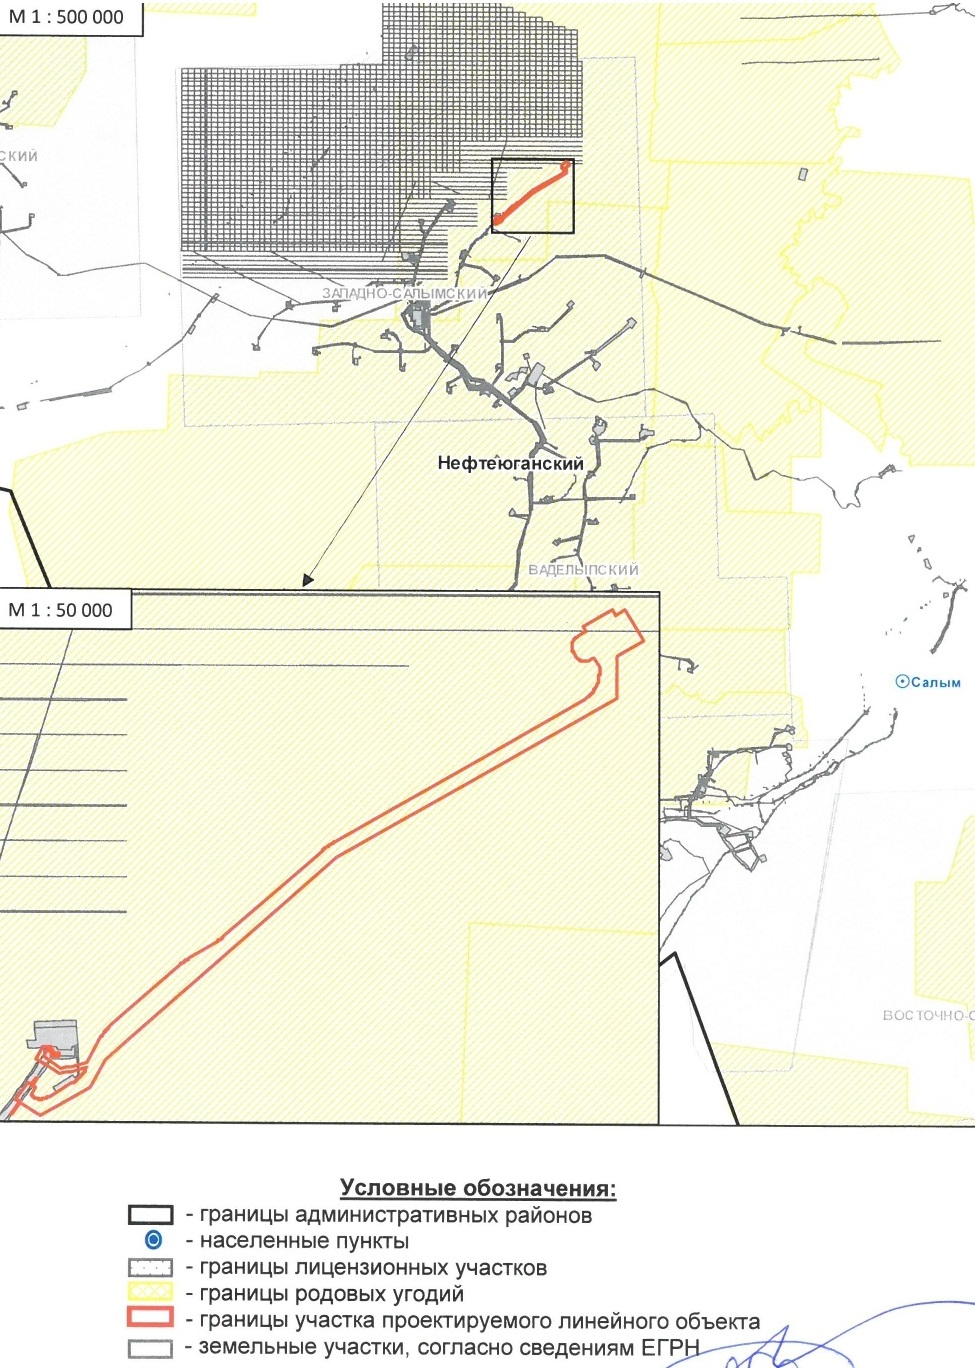 М 1 : 500 000
СКИЙ
ЗАПАДНО-САЛЫМСКИЙ
Нефтеюганский
ВАДЕЛЫПСКИЙ
М 1 : 50 000
Салым
ВОСТОЧНО-С
Условные обозначения:
- границы административных районов
- населенные пункты
- границы лицензионных участков
- границы родовых угодий
- границы участка проектируемого линейного объекта
- земельные участки, согласно сведениям ЕГРН